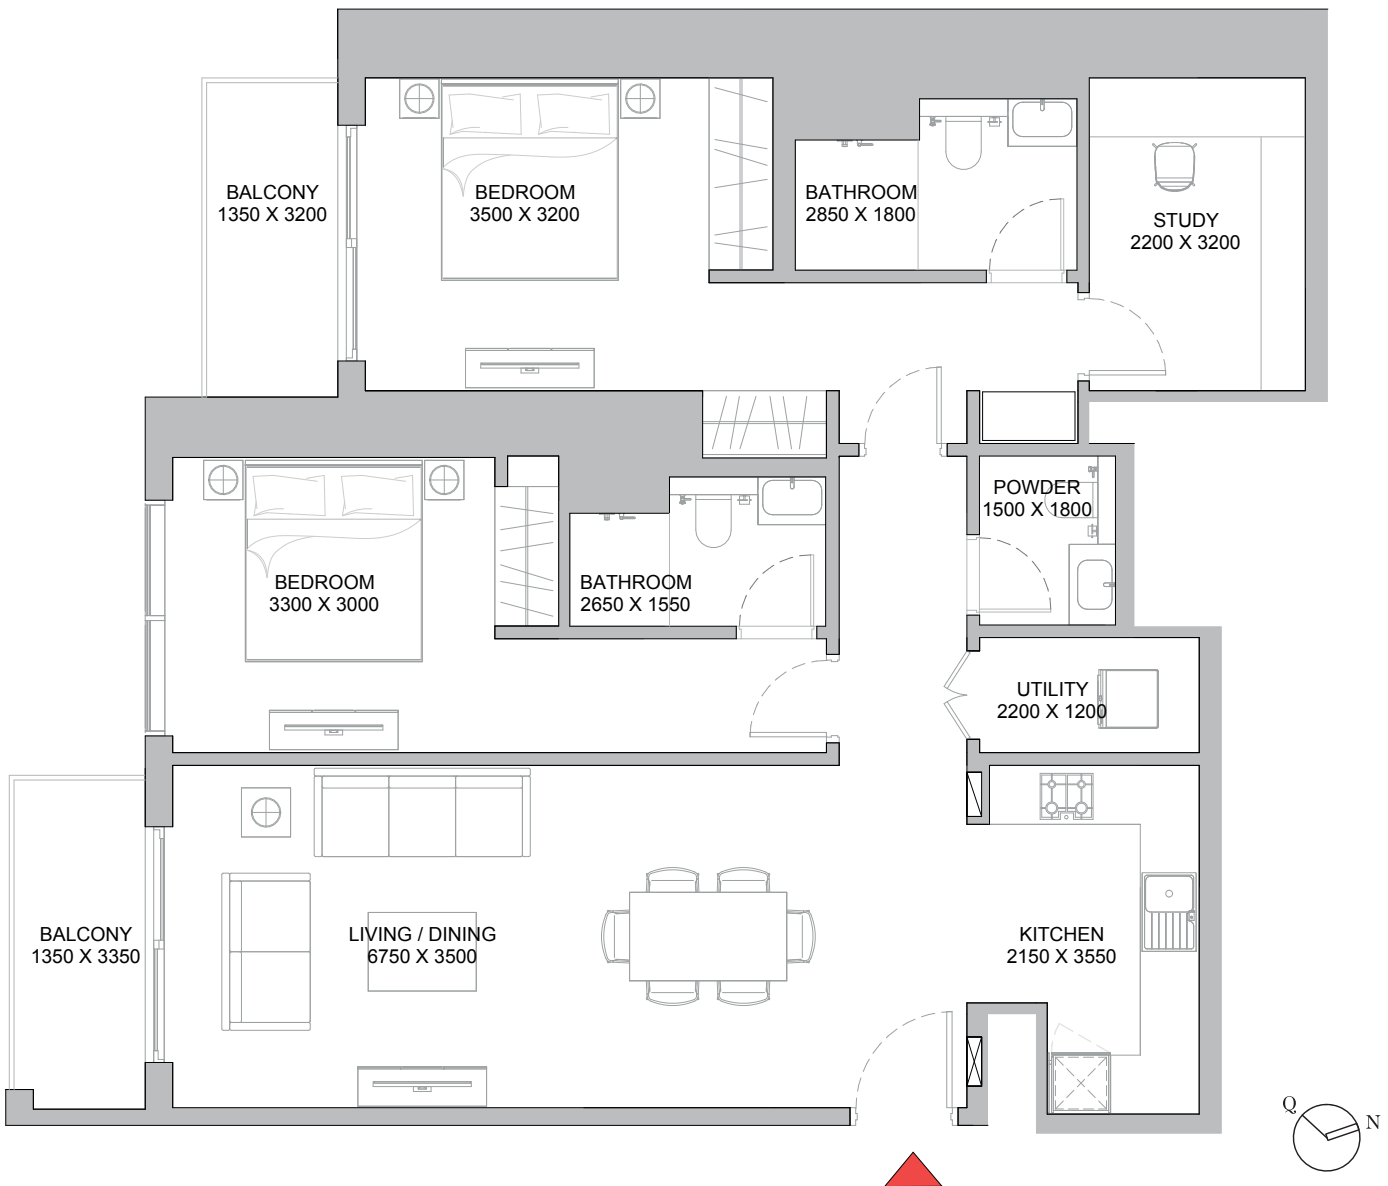 BALCONY
1350 X 3200
BEDROOM
3500 X 3200
BATHROOM
2850 X 1800
STUDY
2200 X 3200
BEDROOM
3300 X 3000
BATHROOM
2650 X 1550
POWDER
1500 X 1800
UTILITY
2200 X 1200
BALCONY
1350 X 3350
LIVING / DINING
6750 X 3500
KITCHEN
2150 X 3550
Q
N